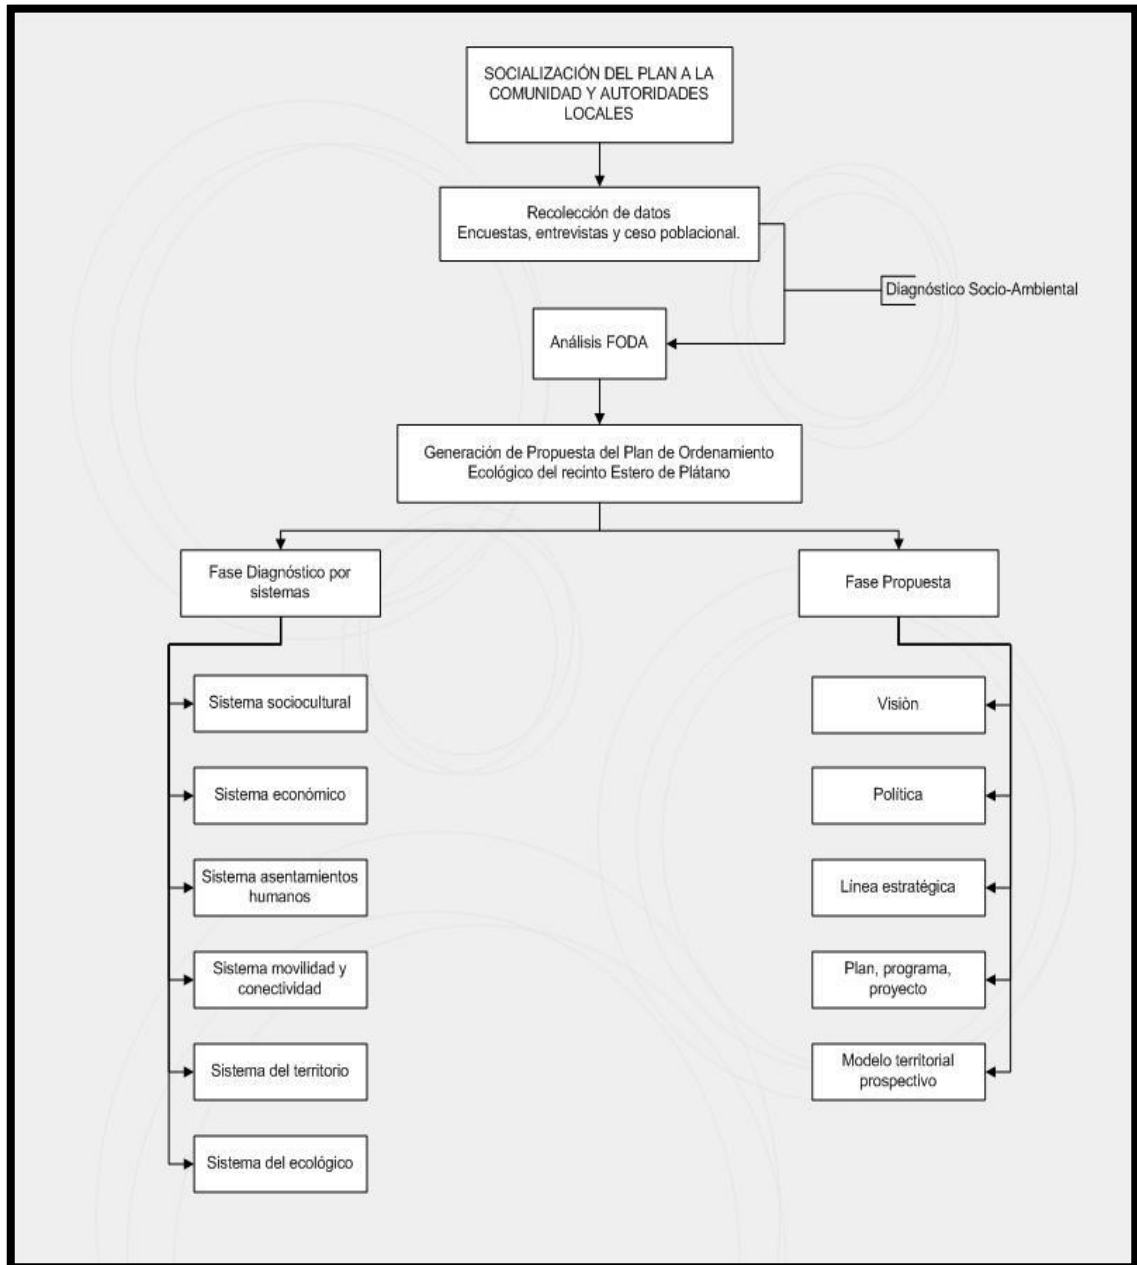 SOCIALIZACIÓN DEL PLAN A LA
COMUNIDAD Y AUTORIDADES
LOCALES
Recolección de datos
Encuestas, entrevistas y ceso poblacional.
Diagnóstico Socio-Ambiental
Análisis FODA
Generación de Propuesta del Plan de Ordenamiento
Ecológico del recinto Estero de Plátano
Fase Diagnóstico por
sistemas
Sistema sociocultural
Sistema económico
Sistema asentamientos
humanos
Sistema movilidad y
conectividad
Sistema del territorio
Sistema del ecológico
Fase Propuesta
Visiòn
Política
Línea estratégica
Plan, programa,
proyecto
Modelo territorial
prospectivo